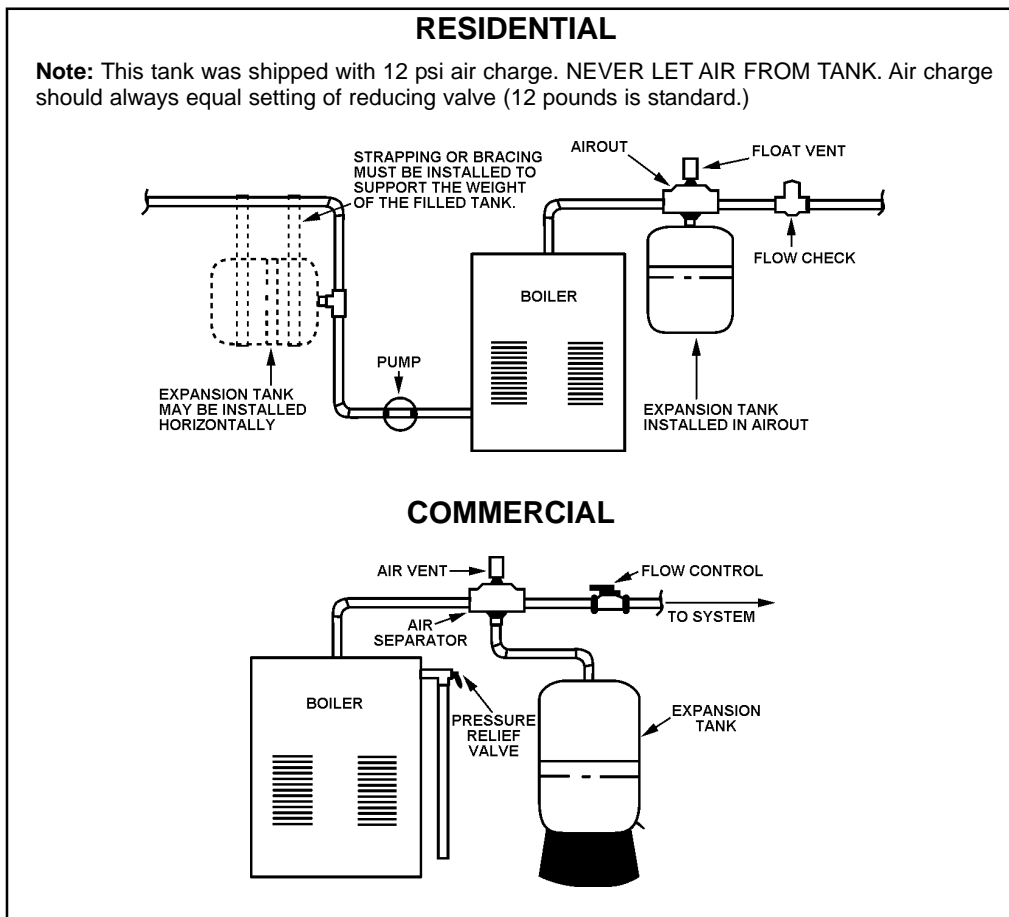 RESIDENTIAL
Note: This tank was shipped with 12 psi air charge. NEVER LET AIR FROM TANK. Air charge
should always equal setting of reducing valve (12 pounds is standard.)
STRAPPING OR BRACING
MUST BE INSTALLED TO
SUPPORT THE WEIGHT
OF THE FILLED TANK.
AIROUT
FLOAT VENT
FLOW CHECK
BOILER
PUMP
EXPANSION TANK
MAY BE INSTALLED
HORIZONTALLY
EXPANSION TANK
INSTALLED IN AIROUT
COMMERCIAL
AIR VENT
FLOW CONTROL
TO SYSTEM
AIR
SEPARATOR
BOILER
PRESSURE
RELIEF
VALVE
EXPANSION
TANK